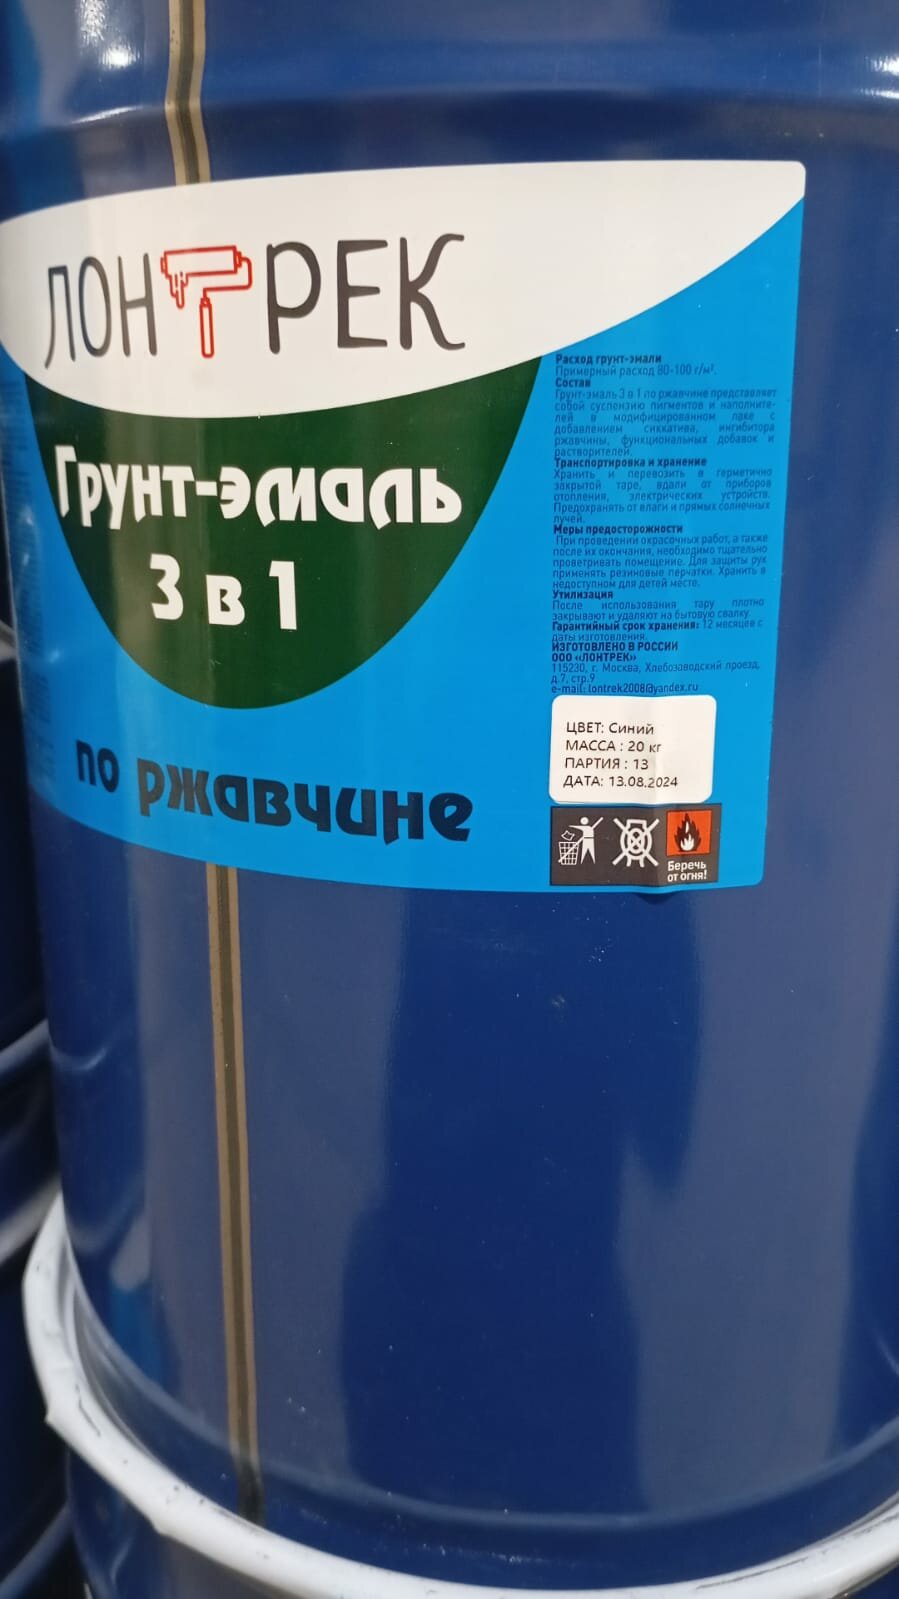 ЛОНТРЕК
Грунт-эмаль
3 в 1
по ржавчине
Расход грунт-эмали
Примерный расход 80-100 г/м².
Состав
Грунт-эмаль 3 в 1 по ржавчине представляет
собой суспензию пигментов и наполните-
лей в модифицированном лаке с
добавлением сиккатива, ингибитора
ржавчины, функциональных добавок и
растворителей.
Транспортировка и хранение
Хранить и перевозить в герметично
закрытой таре, вдали от приборов
отопления, электрических устройств.
Предохранять от влаги и прямых солнечных
лучей.
Меры предосторожности
При проведении окрасочных работ, а также
после их окончания, необходимо тщательно
проветривать помещение. Для защиты рук
применять резиновые перчатки. Хранить в
недоступном для детей месте.
Утилизация
После использования тару плотно
закрывают и удаляют на бытовую свалку.
Гарантийный срок хранения: 12 месяцев с
даты изготовления.
ИЗГОТОВЛЕНО В РОССИИ
ООО «ЛОНТРЕК»
115230, г. Москва, Хлебозаводский проезд,
д.7, стр.9
e-mail: lontrek2008@yandex.ru
ЦВЕТ: Синий
МАССА : 20 кг
ПАРТИЯ : 13
ДАТА: 13.08.2024
Беречь
от огня!